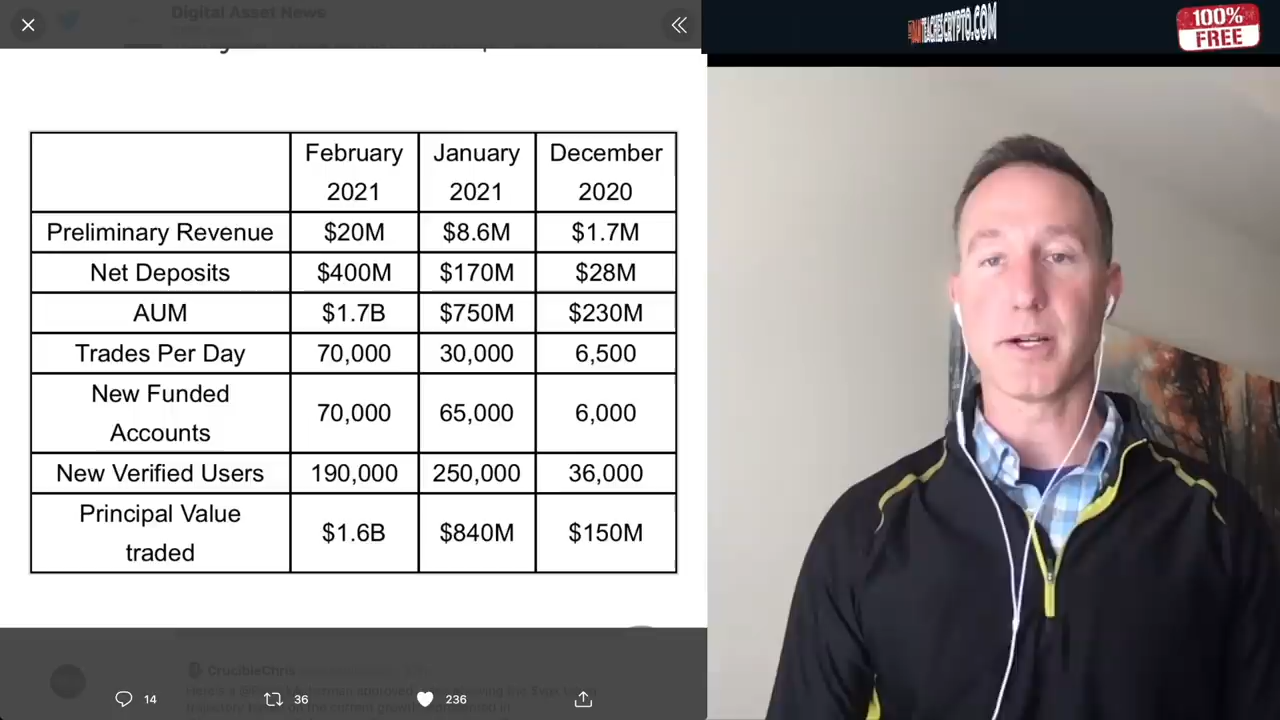 Digital Asset News
TEACHESCRYPTO.COM
100%
FREE
February January December
2021 2021 2020
Preliminary Revenue $20M $8.6M $1.7M
Net Deposits $400M $170M $28M
AUM $1.7B $750M $230M
Trades Per Day 70,000 30,000 6,500
New Funded
Accounts 70,000 65,000 6,000
New Verified Users 190,000 250,000 36,000
Principal Value
traded $1.6B $840M $150M
CrucibleChris
14 36 236